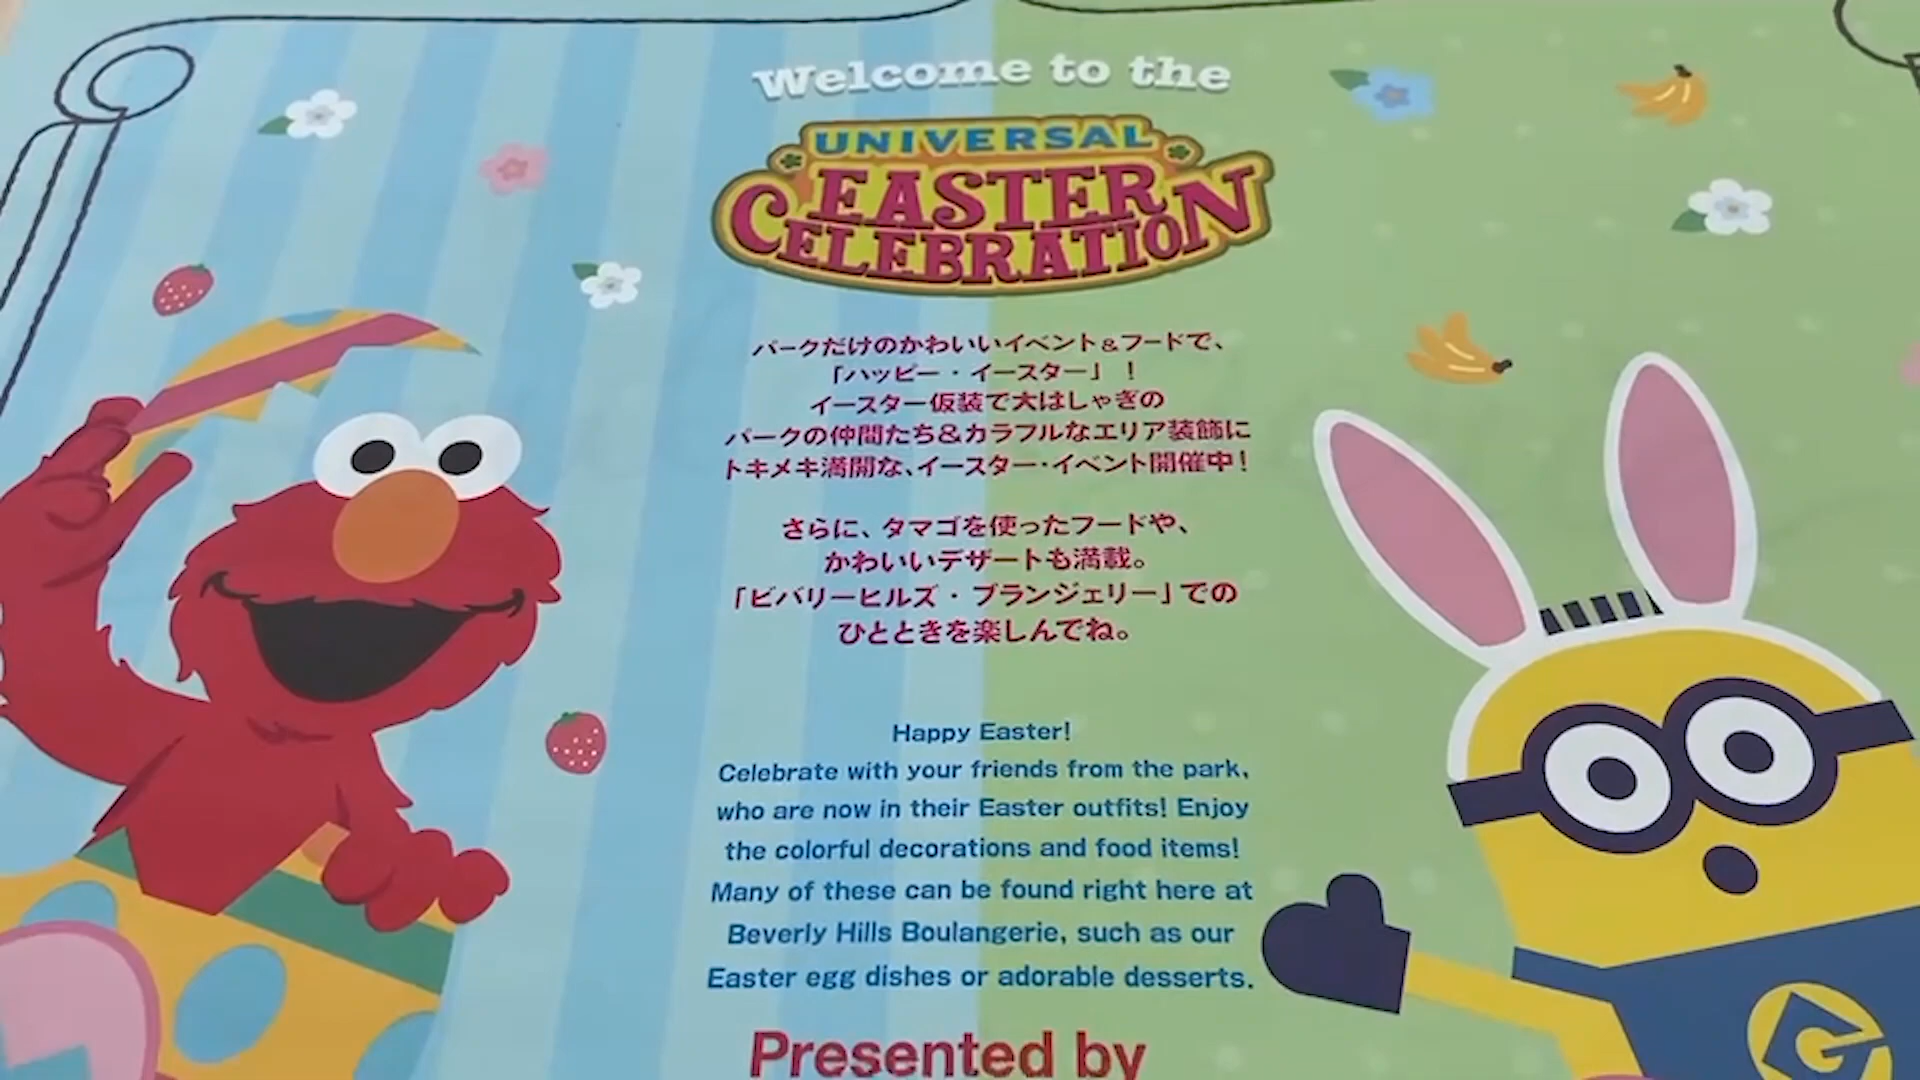 Welcome to the
UNIVERSAL
EASTER
CELEBRATION
パークだけのかわいいイベント&フードで、
「ハッピー・イースター」！
イースター仮装で大はしゃぎの
パークの仲間たち&カラフルなエリア装飾に
トキメキ満開な、イースター・イベント開催中！
さらに、タマゴを使ったフードや、
かわいいデザートも満載。
「ビバリーヒルズ・ブランジェリー」での
ひとときを楽しんでね。
Happy Easter!
Celebrate with your friends from the park,
who are now in their Easter outfits! Enjoy
the colorful decorations and food items!
Many of these can be found right here at
Beverly Hills Boulangerie, such as our
Easter egg dishes or adorable desserts.
Presented by
G